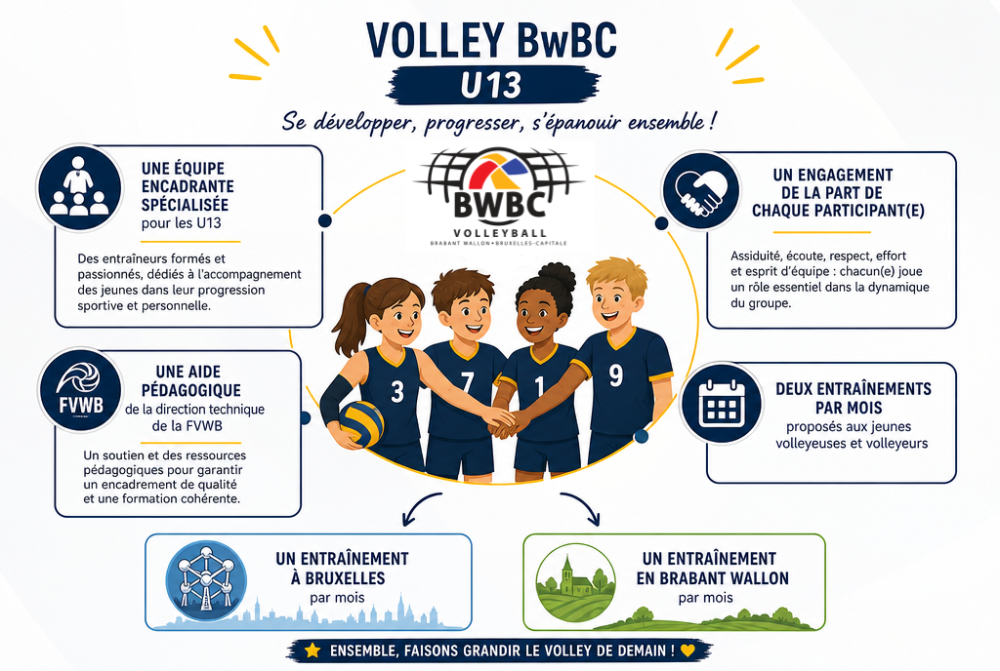 VOLLEY BwBC
U13
Se développer, progresser, s'épanouir ensemble !
BWBC
VOLLEYBALL
BRABANT WALLON • BRUXELLES-CAPITALE
UNE ÉQUIPE
ENCADRANTE
SPÉCIALISÉE
pour les U13
Des entraîneurs formés et
passionnés, dédiés à l'accompagnement
des jeunes dans leur progression
sportive et personnelle.
UN ENGAGEMENT
DE LA PART DE
CHAQUE PARTICIPANT(E)
Assiduité, écoute, respect, effort
et esprit d'équipe : chacun(e) joue
un rôle essentiel dans la dynamique
du groupe.
3
7
1
9
FVWB
UNE AIDE
PÉDAGOGIQUE
de la direction technique
de la FVWB
Un soutien et des ressources
pédagogiques pour garantir
un encadrement de qualité
et une formation cohérente.
DEUX ENTRAÎNEMENTS
PAR MOIS
proposés aux jeunes
volleyeuses et volleyeurs
UN ENTRAÎNEMENT
À BRUXELLES
par mois
UN ENTRAÎNEMENT
EN BRABANT WALLON
par mois
ENSEMBLE, FAISONS GRANDIR LE VOLLEY DE DEMAIN !